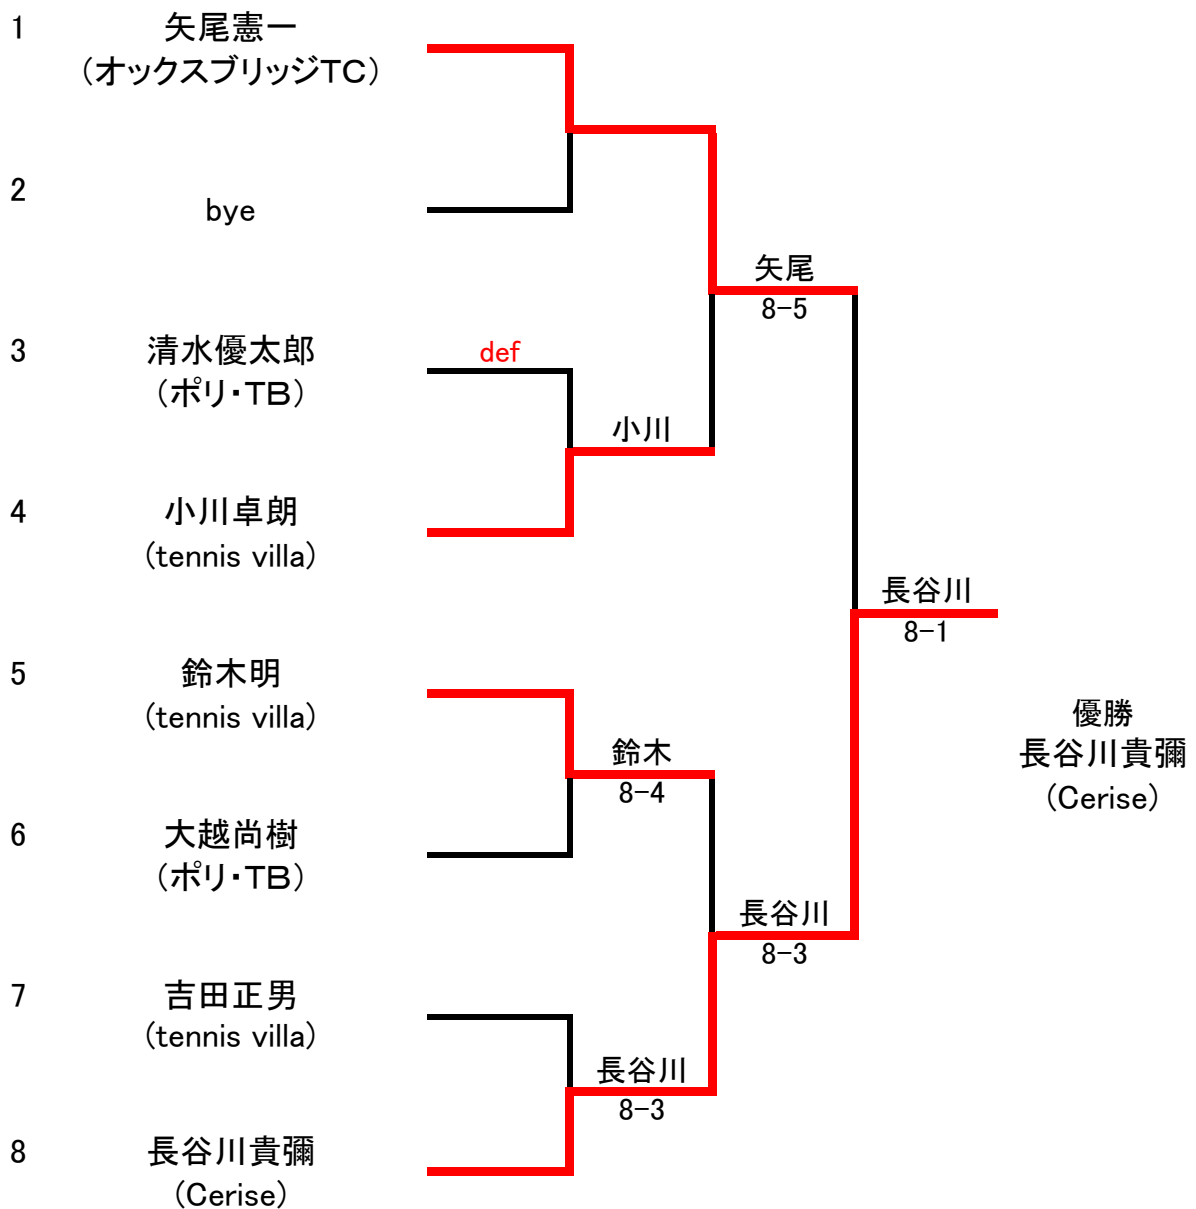 1
矢尾憲一
（オックスブリッジTC）
2
bye
矢尾
8-5
3
清水優太郎
（ポリ・TB）
def
小川
4
小川卓朗
（tennis villa）
長谷川
8-1
5
鈴木明
（tennis villa）
鈴木
8-4
優勝
長谷川貴彌
（Cerise）
6
大越尚樹
（ポリ・TB）
長谷川
8-3
7
吉田正男
（tennis villa）
長谷川
8-3
8
長谷川貴彌
（Cerise）